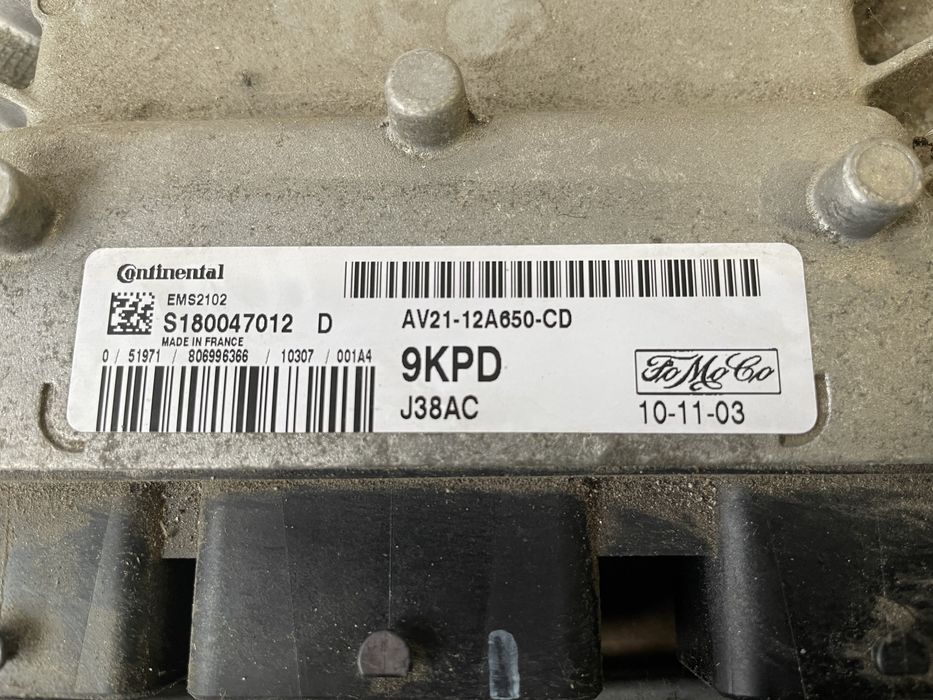 Continental
EMS2102
S180047012 D
MADE IN FRANCE
0 / 51971 / 806996366 / 10307 / 001A4
AV21-12A650-CD
9KPD
J38AC
FoMoCo
10-11-03